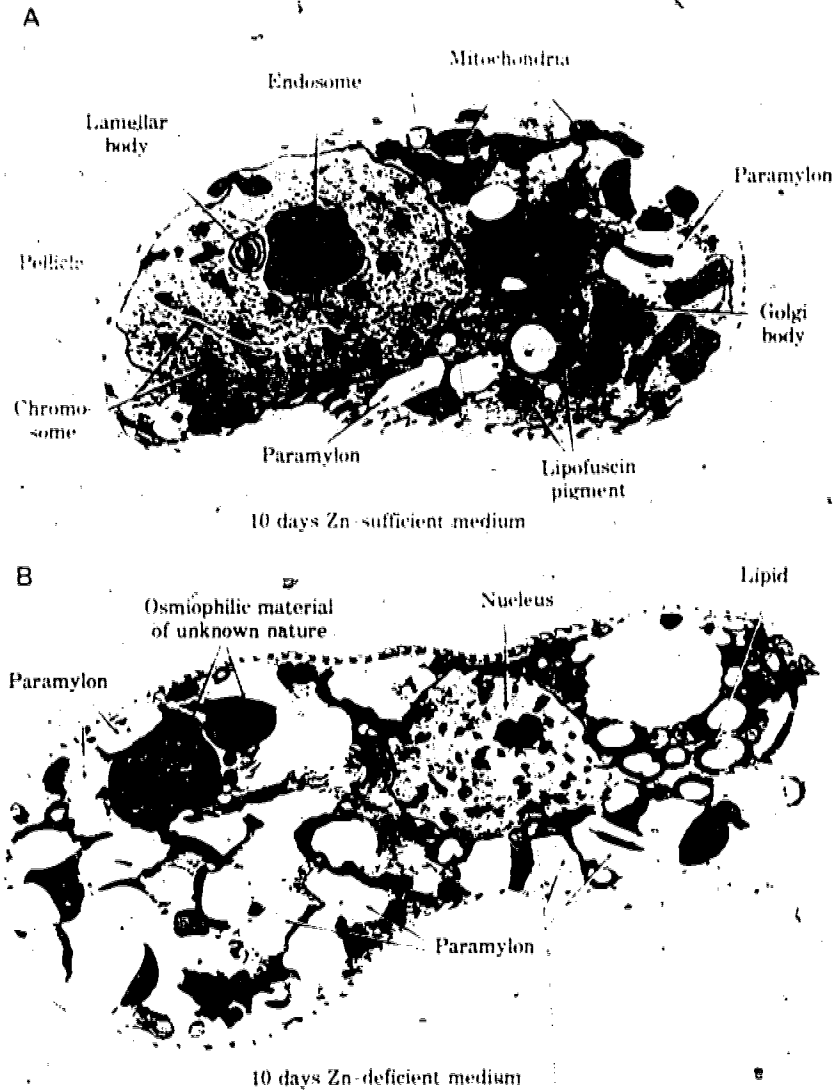 A
Mitochondria
Endosome
Lamellar
body
Paramylon
Pellicle
Golgi
body
Chromo-
some
Paramylon
Lipofuscin
pigment
10 days Zn-sufficient medium
B
Lipid
Nucleus
Osmiophilic material
of unknown nature
Paramylon
Paramylon
10 days Zn-deficient medium